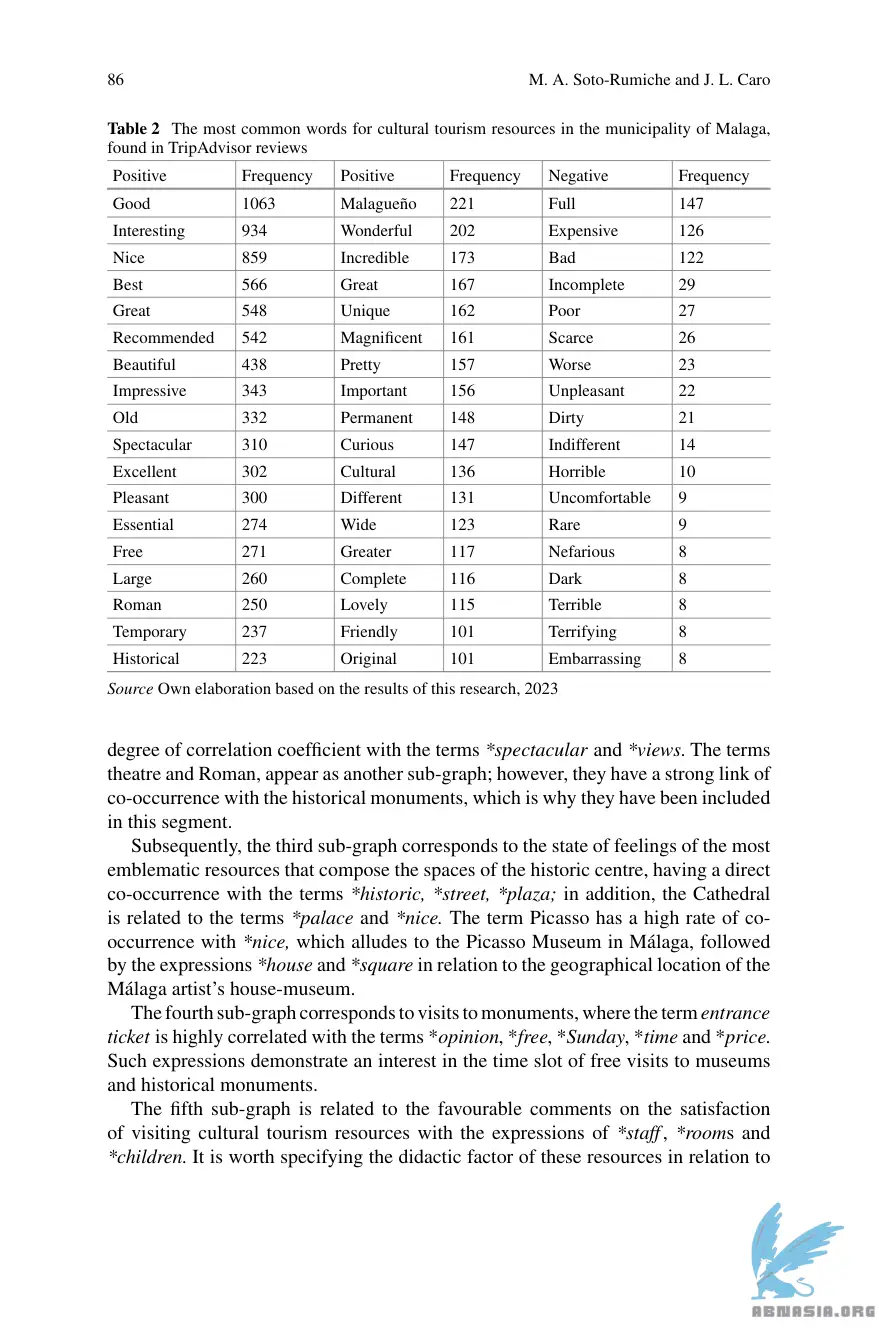 86 M. A. Soto-Rumiche and J. L. Caro
Table 2 The most common words for cultural tourism resources in the municipality of Malaga,
found in TripAdvisor reviews
Positive Frequency Positive Frequency Negative Frequency
Good 1063 Malagueño 221 Full 147
Interesting 934 Wonderful 202 Expensive 126
Nice 859 Incredible 173 Bad 122
Best 566 Great 167 Incomplete 29
Great 548 Unique 162 Poor 27
Recommended 542 Magnificent 161 Scarce 26
Beautiful 438 Pretty 157 Worse 23
Impressive 343 Important 156 Unpleasant 22
Old 332 Permanent 148 Dirty 21
Spectacular 310 Curious 147 Indifferent 14
Excellent 302 Cultural 136 Horrible 10
Pleasant 300 Different 131 Uncomfortable 9
Essential 274 Wide 123 Rare 9
Free 271 Greater 117 Nefarious 8
Large 260 Complete 116 Dark 8
Roman 250 Lovely 115 Terrible 8
Temporary 237 Friendly 101 Terrifying 8
Historical 223 Original 101 Embarrassing 8
Source Own elaboration based on the results of this research, 2023
degree of correlation coefficient with the terms *spectacular and *views. The terms
theatre and Roman, appear as another sub-graph; however, they have a strong link of
co-occurrence with the historical monuments, which is why they have been included
in this segment.
Subsequently, the third sub-graph corresponds to the state of feelings of the most
emblematic resources that compose the spaces of the historic centre, having a direct
co-occurrence with the terms *historic, *street, *plaza; in addition, the Cathedral
is related to the terms *palace and *nice. The term Picasso has a high rate of co-
occurrence with *nice, which alludes to the Picasso Museum in Málaga, followed
by the expressions *house and *square in relation to the geographical location of the
Málaga artist's house-museum.
The fourth sub-graph corresponds to visits to monuments, where the term entrance
ticket is highly correlated with the terms *opinion, *free, *Sunday, *time and *price.
Such expressions demonstrate an interest in the time slot of free visits to museums
and historical monuments.
The fifth sub-graph is related to the favourable comments on the satisfaction
of visiting cultural tourism resources with the expressions of *staff, *rooms and
*children. It is worth specifying the didactic factor of these resources in relation to
ABMASIA.ORG